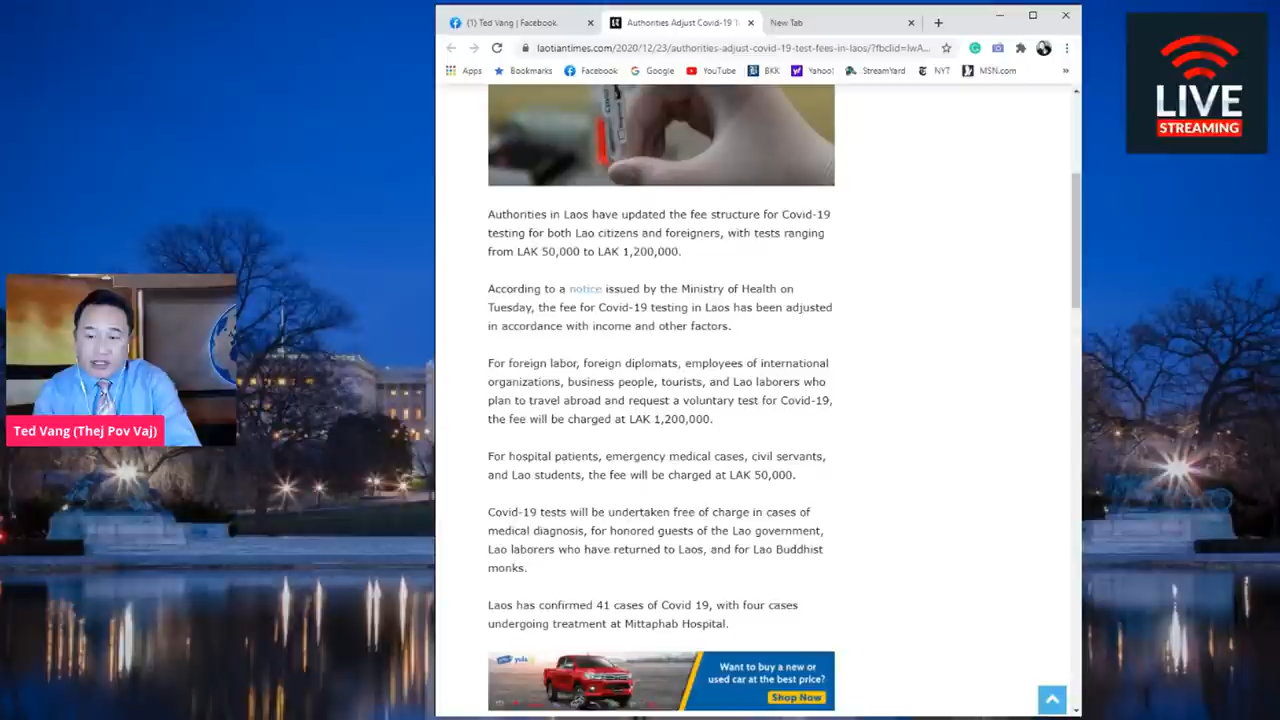 (1) Ted Vang | Facebook
Authorities Adjust Covid-19 T
New Tab
laotiantimes.com/2020/12/23/authorities-adjust-covid-19-test-fees-in-laos/?fbclid=IwA...
Apps
Bookmarks
Facebook
Google
YouTube
BKK
Yahoo!
StreamYard
NYT
MSN.com
LIVE
STREAMING
Authorities in Laos have updated the fee structure for Covid-19
testing for both Lao citizens and foreigners, with tests ranging
from LAK 50,000 to LAK 1,200,000.
According to a notice issued by the Ministry of Health on
Tuesday, the fee for Covid-19 testing in Laos has been adjusted
in accordance with income and other factors.
For foreign labor, foreign diplomats, employees of international
organizations, business people, tourists, and Lao laborers who
plan to travel abroad and request a voluntary test for Covid-19,
the fee will be charged at LAK 1,200,000.
For hospital patients, emergency medical cases, civil servants,
and Lao students, the fee will be charged at LAK 50,000.
Covid-19 tests will be undertaken free of charge in cases of
medical diagnosis, for honored guests of the Lao government,
Lao laborers who have returned to Laos, and for Lao Buddhist
monks.
Laos has confirmed 41 cases of Covid 19, with four cases
undergoing treatment at Mittaphab Hospital.
yula
Want to buy a new or
used car at the best price?
Shop Now
Ted Vang (Thej Pov Vaj)